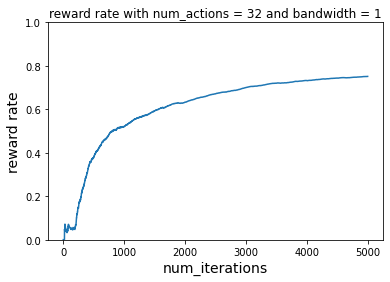 reward rate with num_actions = 32 and bandwidth = 1
1.0
0.8
0.6
0.4
0.2
0.0
reward rate
0 1000 2000 3000 4000 5000
num_iterations